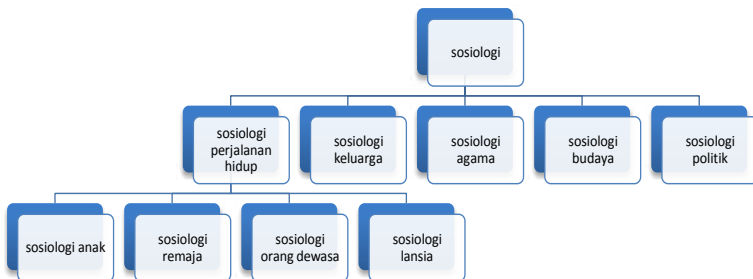 sosiologi
sosiologi
perjalanan
hidup
sosiologi
keluarga
sosiologi
agama
sosiologi
budaya
sosiologi
politik
sosiologi anak
sosiologi
remaja
sosiologi
orang dewasa
sosiologi
lansia